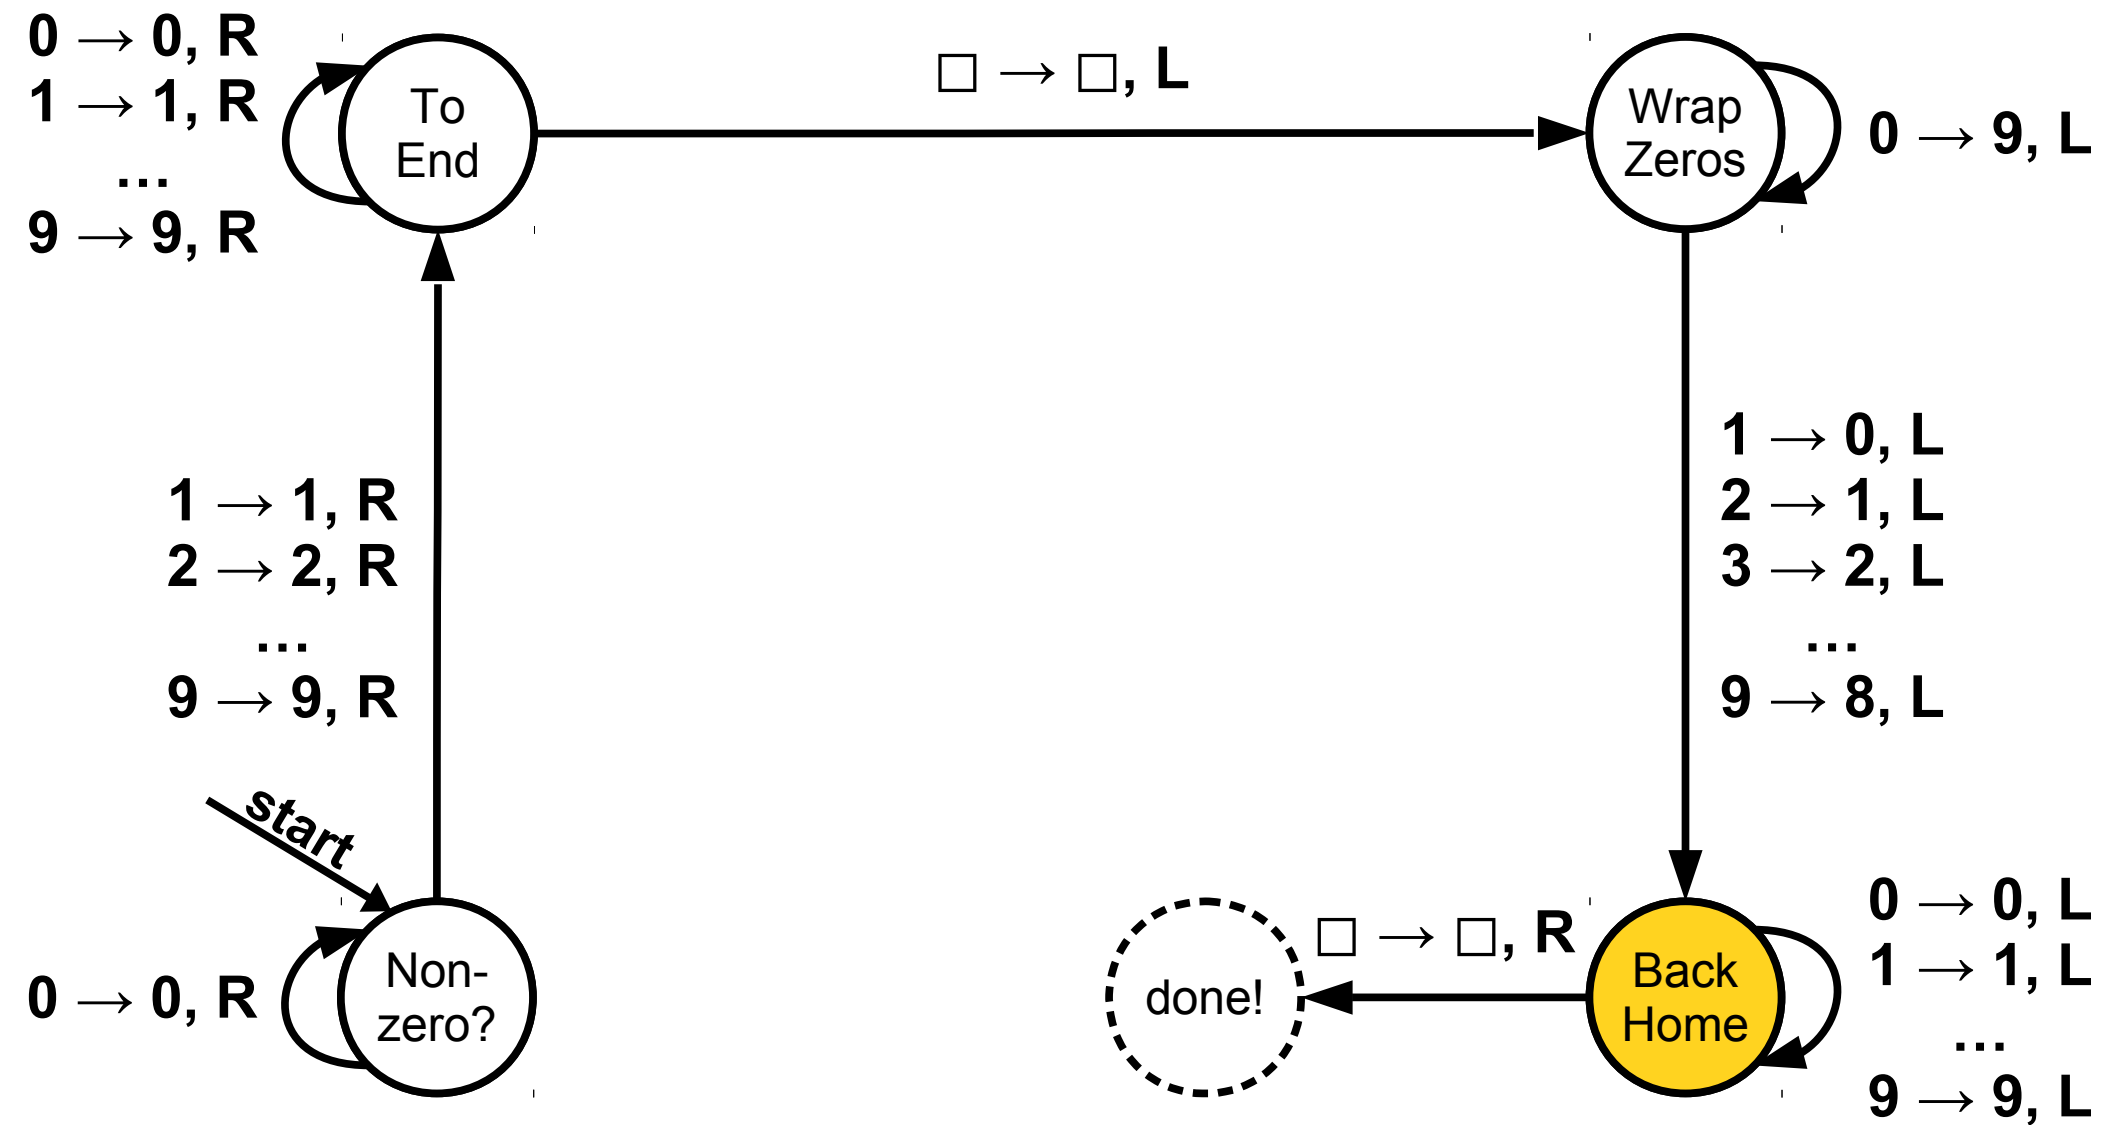 0 → 0, R
1 → 1, R
…
9 → 9, R
To
End
□ → □, L
Wrap
Zeros
0 → 9, L
1 → 1, R
2 → 2, R
…
9 → 9, R
1 → 0, L
2 → 1, L
3 → 2, L
…
9 → 8, L
start
0 → 0, R
Non-
zero?
done!
□ → □, R
Back
Home
0 → 0, L
1 → 1, L
…
9 → 9, L